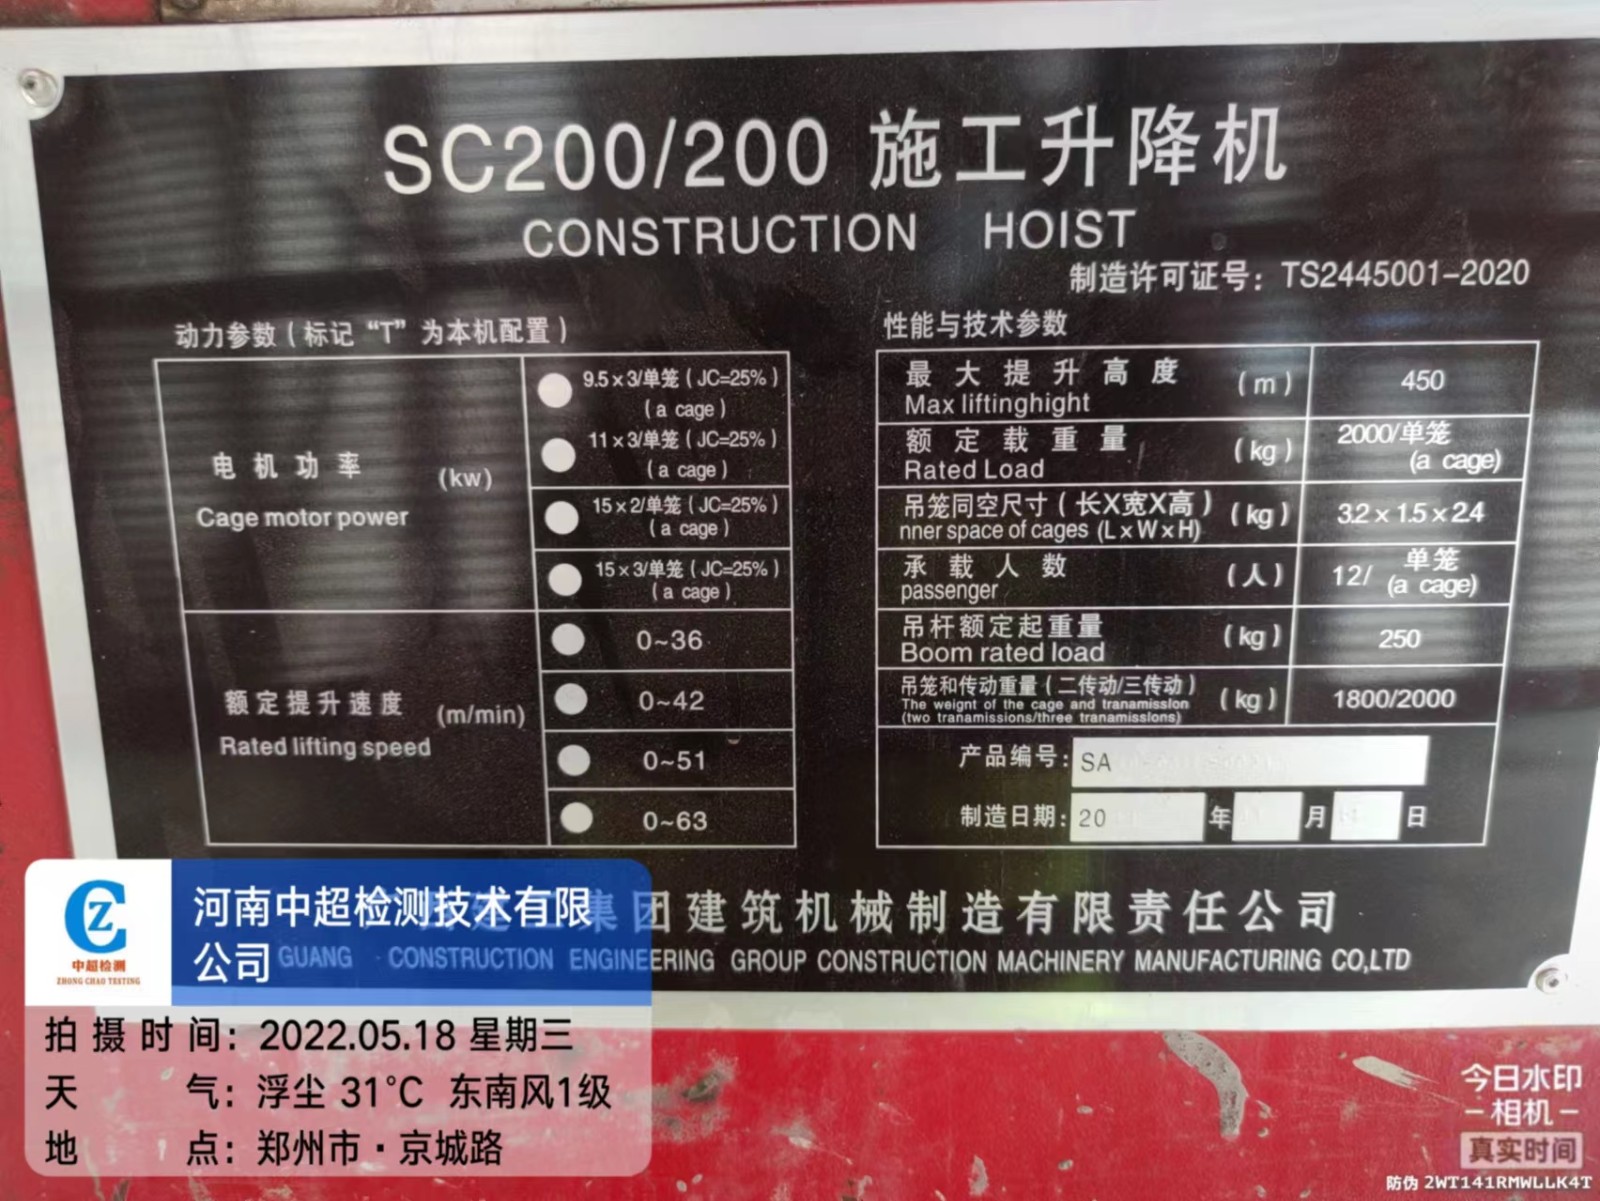 SC200/200 施工升降机
CONSTRUCTION HOIST
制造许可证号：TS2445001-2020
动力参数（标记“T”为本机配置）
电机功率 (kw)
Cage motor power
9.5×3/单笼（JC=25%）
(a cage)
11×3/单笼（JC=25%）
(a cage)
15×2/单笼（JC=25%）
(a cage)
15×3/单笼（JC=25%）
(a cage)
额定提升速度 (m/min)
Rated lifting speed
0~36
0~42
0~51
0~63
性能与技术参数
最大提升高度 (m) 450
Max liftinghight
额定载重量 (kg) 2000/单笼
Rated Load (a cage)
吊笼同空尺寸（长X宽X高）(kg) 3.2×1.5×2.4
nner space of cages (L×W×H)
承载人数 (人) 12/ 单笼
passenger (a cage)
吊杆额定起重量 (kg) 250
Boom rated load
吊笼和传动重量（二传动/三传动）(kg) 1800/2000
The weignt of the cage and tranamission
(two tranamissions/three tranamissions)
产品编号：SA
制造日期：20 年 月 日
集团建筑机械制造有限责任公司
GUANG CONSTRUCTION ENGINEERING GROUP CONSTRUCTION MACHINERY MANUFACTURING CO,LTD
CZ
中超检测
ZHONG CHAO TESTING
河南中超检测技术有限
公司
拍摄时间：2022.05.18 星期三
天气：浮尘 31℃ 东南风1级
地点：郑州市·京城路
今日水印
-相机-
真实时间
防伪 2WT141RMWLLK4T